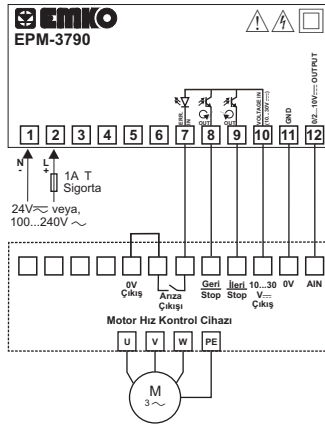 EMKO
EPM-3790
ERR. IN
OUT
OUT
VOLTAGE IN (10...30V⎓)
GND
0/2...10V⎓ OUTPUT
1 2 3 4 5 6 7 8 9 10 11 12
N -
L +
1A T
Sigorta
24V⏦ veya,
100...240V ∼
0V Çıkış
Arıza Çıkışı
Geri Stop
İleri Stop
10...30 V⎓ Çıkış
0V
AIN
Motor Hız Kontrol Cihazı
U V W PE
M
3 ∼